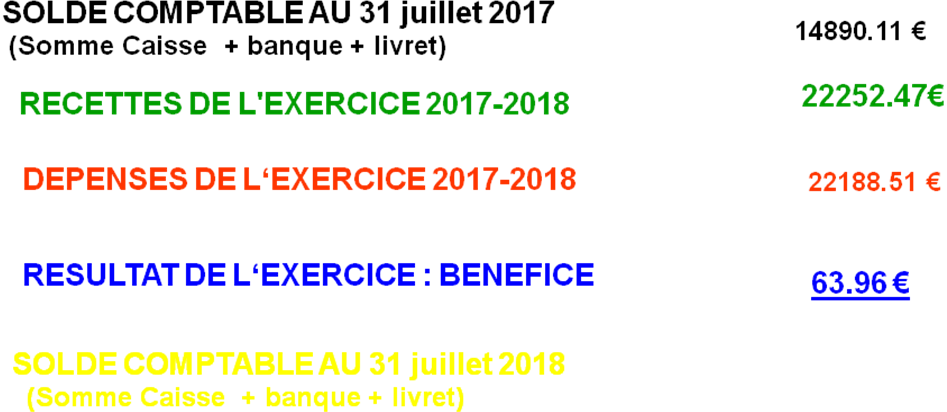 SOLDE COMPTABLE AU 31 juillet 2017
14890.11 €
(Somme Caisse + banque + livret)
RECETTES DE L'EXERCICE 2017-2018
22252.47€
DEPENSES DE L‘EXERCICE 2017-2018
22188.51 €
RESULTAT DE L‘EXERCICE : BENEFICE
63.96 €
SOLDE COMPTABLE AU 31 juillet 2018
(Somme Caisse + banque + livret)